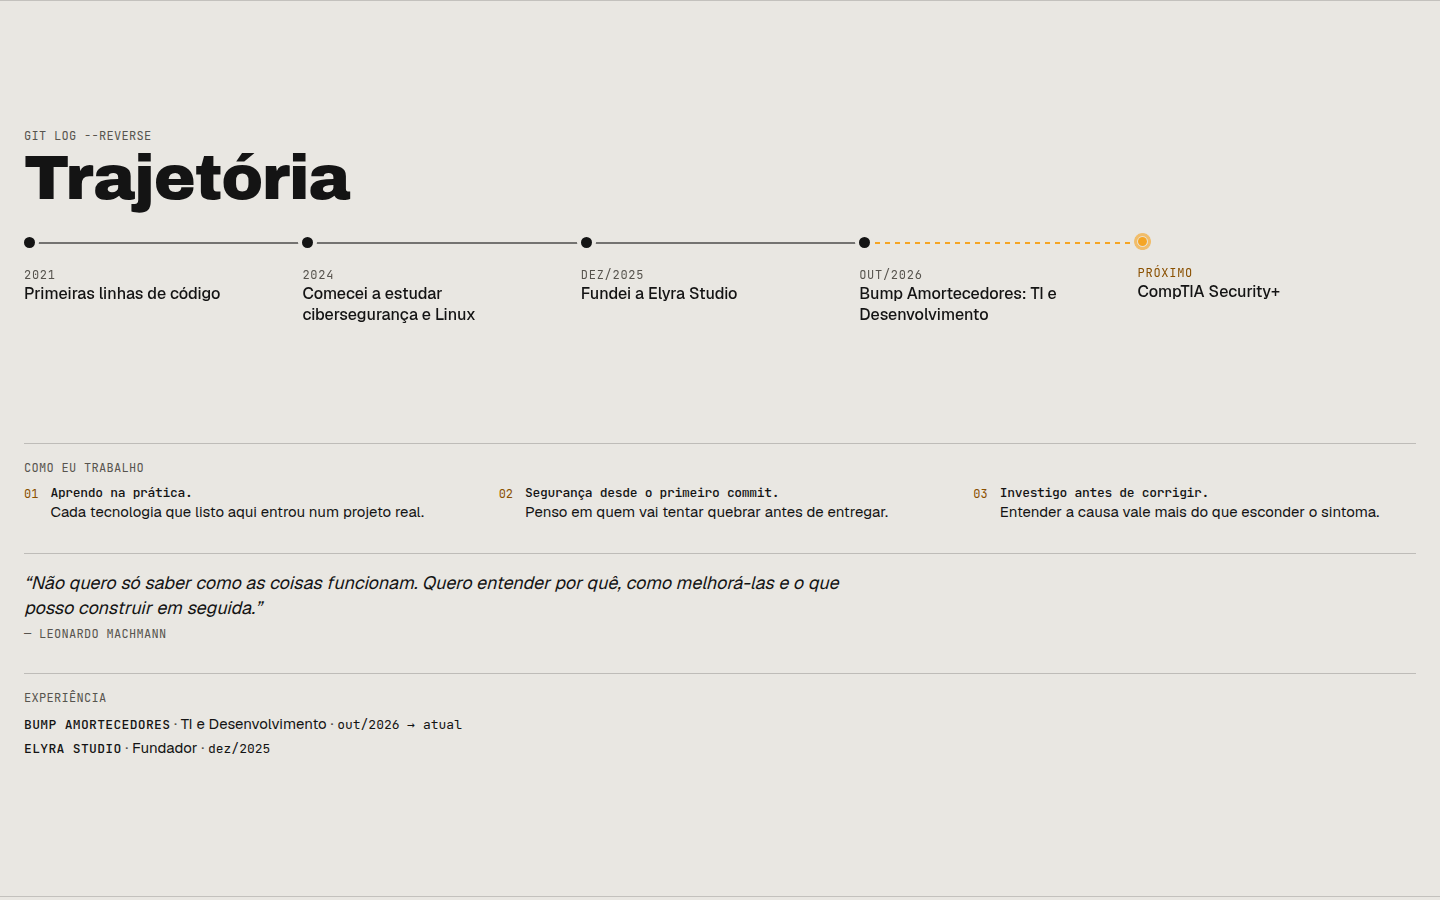 GIT LOG --REVERSE
Trajetória
2021
Primeiras linhas de código
2024
Comecei a estudar
cibersegurança e Linux
DEZ/2025
Fundei a Elyra Studio
OUT/2026
Bump Amortecedores: TI e
Desenvolvimento
PRÓXIMO
CompTIA Security+
COMO EU TRABALHO
01 Aprendo na prática.
Cada tecnologia que listo aqui entrou num projeto real.
02 Segurança desde o primeiro commit.
Penso em quem vai tentar quebrar antes de entregar.
03 Investigo antes de corrigir.
Entender a causa vale mais do que esconder o sintoma.
“Não quero só saber como as coisas funcionam. Quero entender por quê, como melhorá-las e o que
posso construir em seguida.”
— LEONARDO MACHMANN
EXPERIÊNCIA
BUMP AMORTECEDORES · TI e Desenvolvimento · out/2026 → atual
ELYRA STUDIO · Fundador · dez/2025